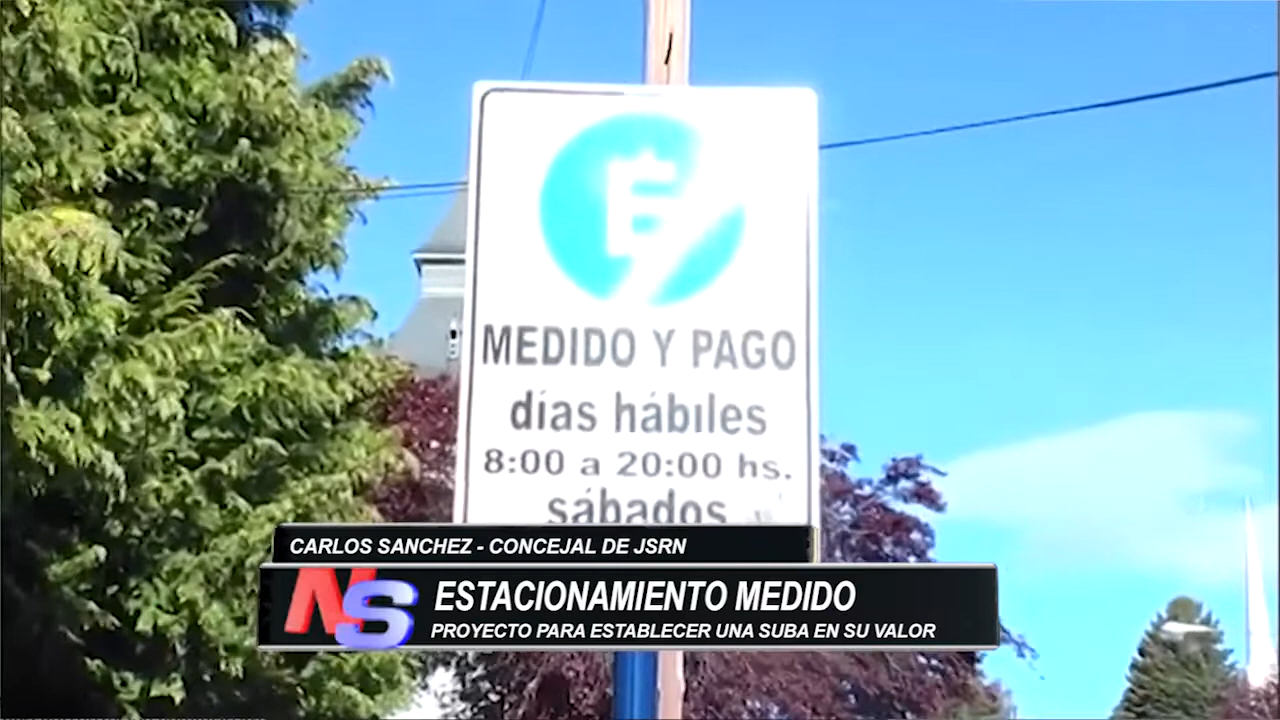 E
MEDIDO Y PAGO
días hábiles
8:00 a 20:00 hs.
sábados
CARLOS SANCHEZ - CONCEJAL DE JSRN
NS
ESTACIONAMIENTO MEDIDO
PROYECTO PARA ESTABLECER UNA SUBA EN SU VALOR